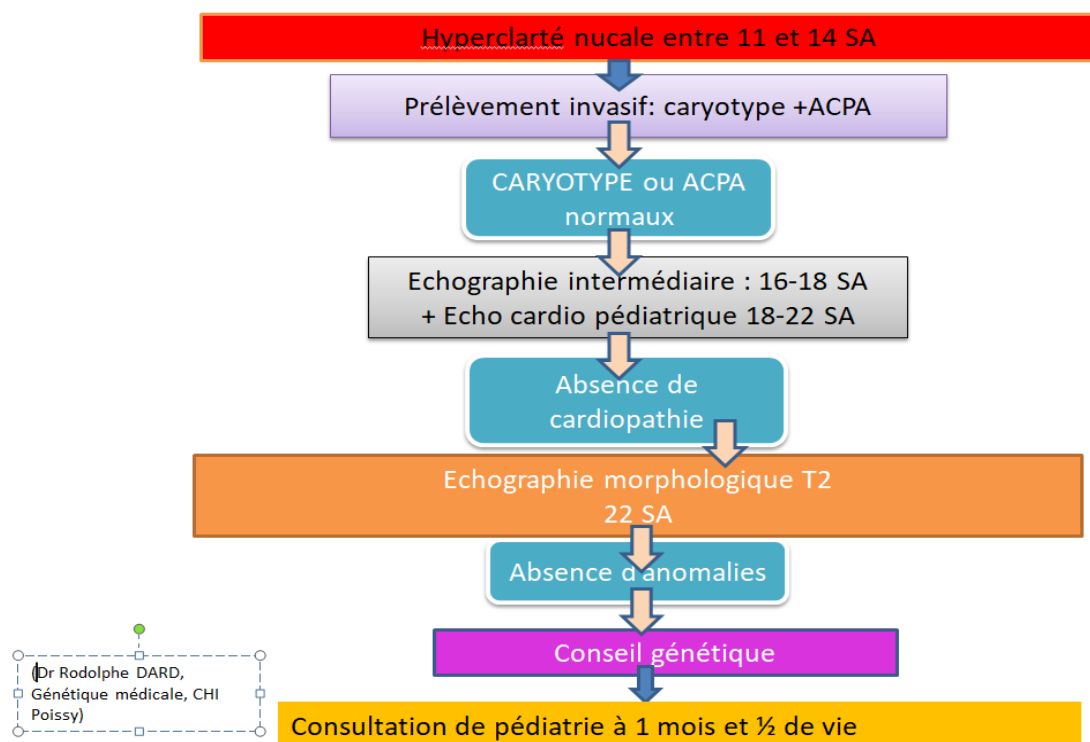 Hyperclarté nucale entre 11 et 14 SA
Prélèvement invasif: caryotype +ACPA
CARYOTYPE ou ACPA
normaux
Echographie intermédiaire : 16-18 SA
+ Echo cardio pédiatrique 18-22 SA
Absence de
cardiopathie
Echographie morphologique T2
22 SA
Absence d'anomalies
Conseil génétique
(Dr Rodolphe DARD,
Génétique médicale, CHI
Poissy)
Consultation de pédiatrie à 1 mois et ½ de vie